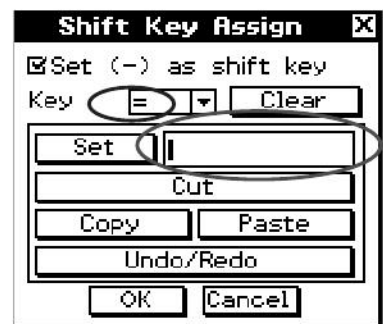 Shift Key Assign X
Set (-) as shift key
Key = Clear
Set
Cut
Copy Paste
Undo/Redo
OK Cancel